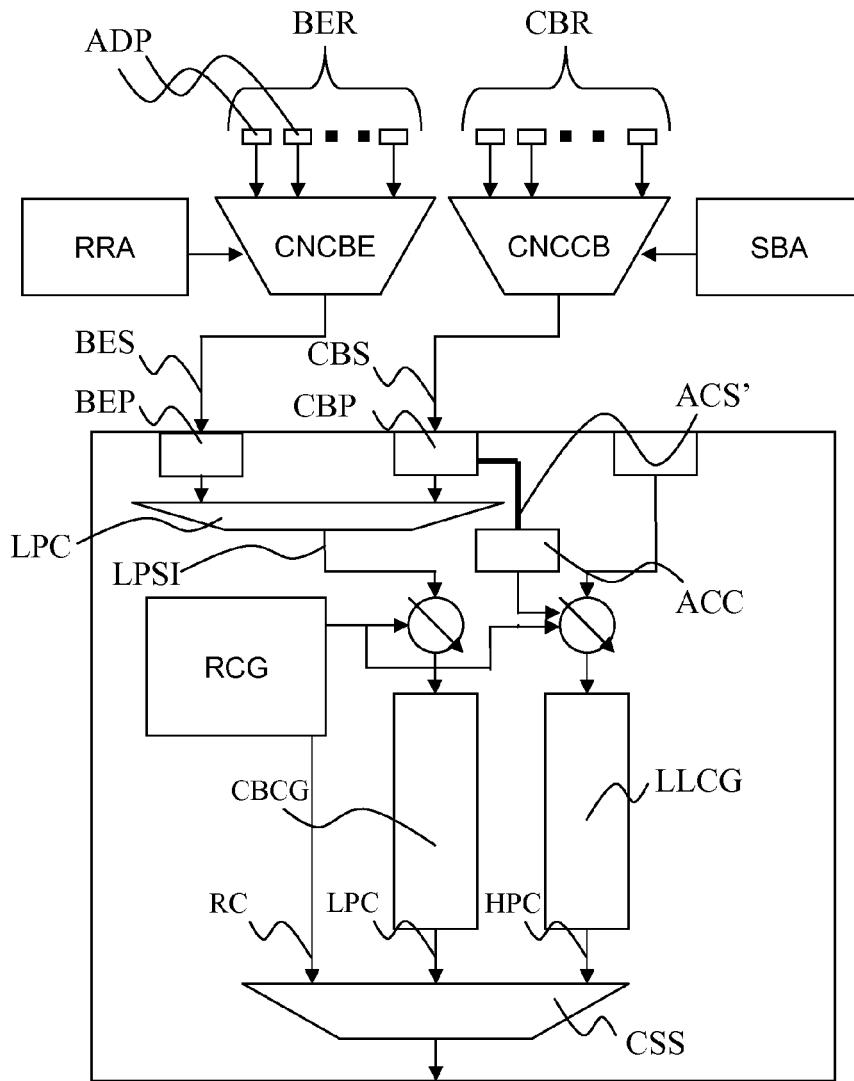 BER
CBR
ADP
RRA
CNCBE
CNCCB
SBA
BES
CBS
BEP
CBP
ACS’
LPC
LPSI
ACC
RCG
CBCG
LLCG
RC
LPC
HPC
CSS